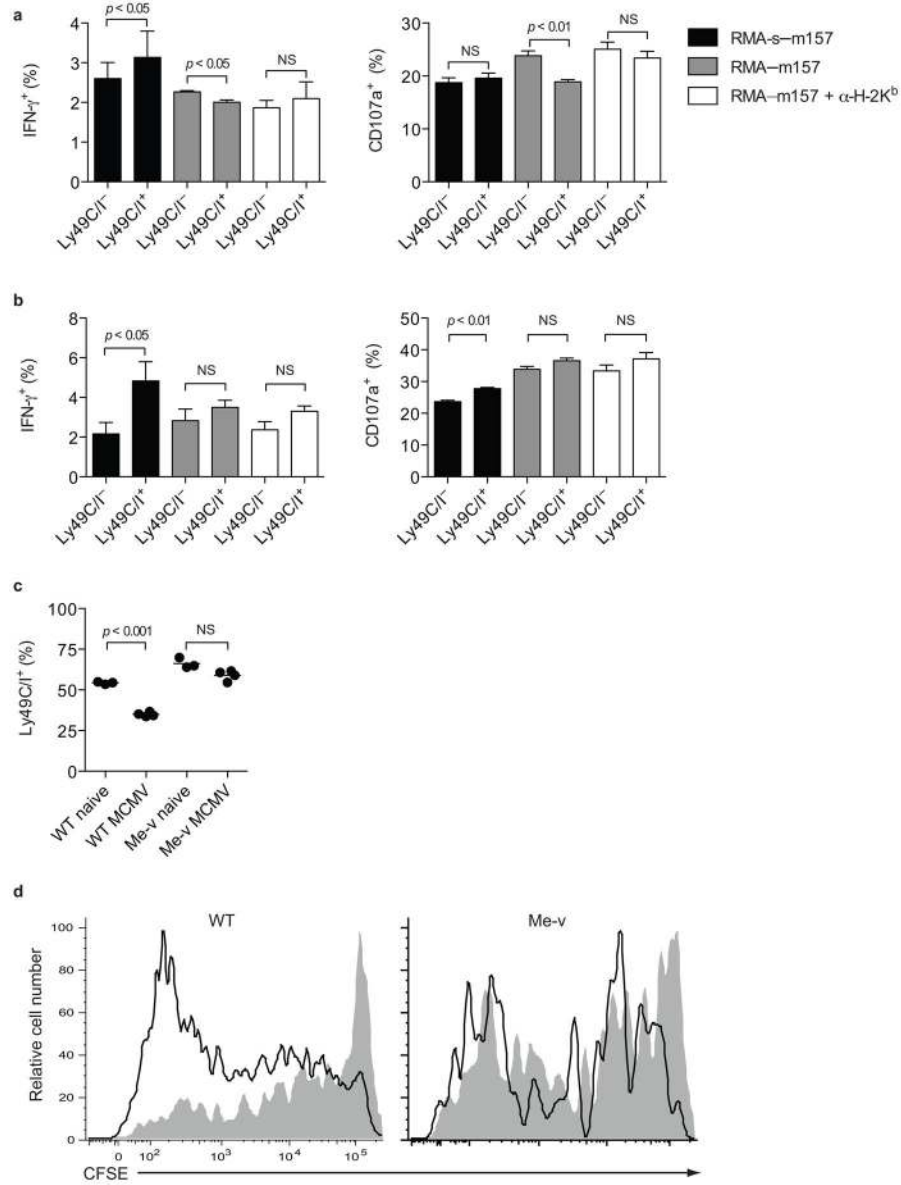 a
4
3
2
1
0
IFN-γ⁺ (%)
p < 0.05
p < 0.05
NS
Ly49C/I⁻
Ly49C/I⁺
Ly49C/I⁻
Ly49C/I⁺
Ly49C/I⁻
Ly49C/I⁺
30
20
10
0
CD107a⁺ (%)
NS
p < 0.01
NS
Ly49C/I⁻
Ly49C/I⁺
Ly49C/I⁻
Ly49C/I⁺
Ly49C/I⁻
Ly49C/I⁺
RMA-s–m157
RMA–m157
RMA–m157 + α-H-2Kᵇ
b
8
6
4
2
0
IFN-γ⁺ (%)
p < 0.05
NS
NS
Ly49C/I⁻
Ly49C/I⁺
Ly49C/I⁻
Ly49C/I⁺
Ly49C/I⁻
Ly49C/I⁺
50
40
30
20
10
0
CD107a⁺ (%)
p < 0.01
NS
NS
Ly49C/I⁻
Ly49C/I⁺
Ly49C/I⁻
Ly49C/I⁺
Ly49C/I⁻
Ly49C/I⁺
c
100
75
50
25
0
Ly49C/I⁺ (%)
p < 0.001
NS
WT naive
WT MCMV
Me-v naive
Me-v MCMV
d
WT
Me-v
100
80
60
40
20
0
Relative cell number
0 10² 10³ 10⁴ 10⁵
CFSE